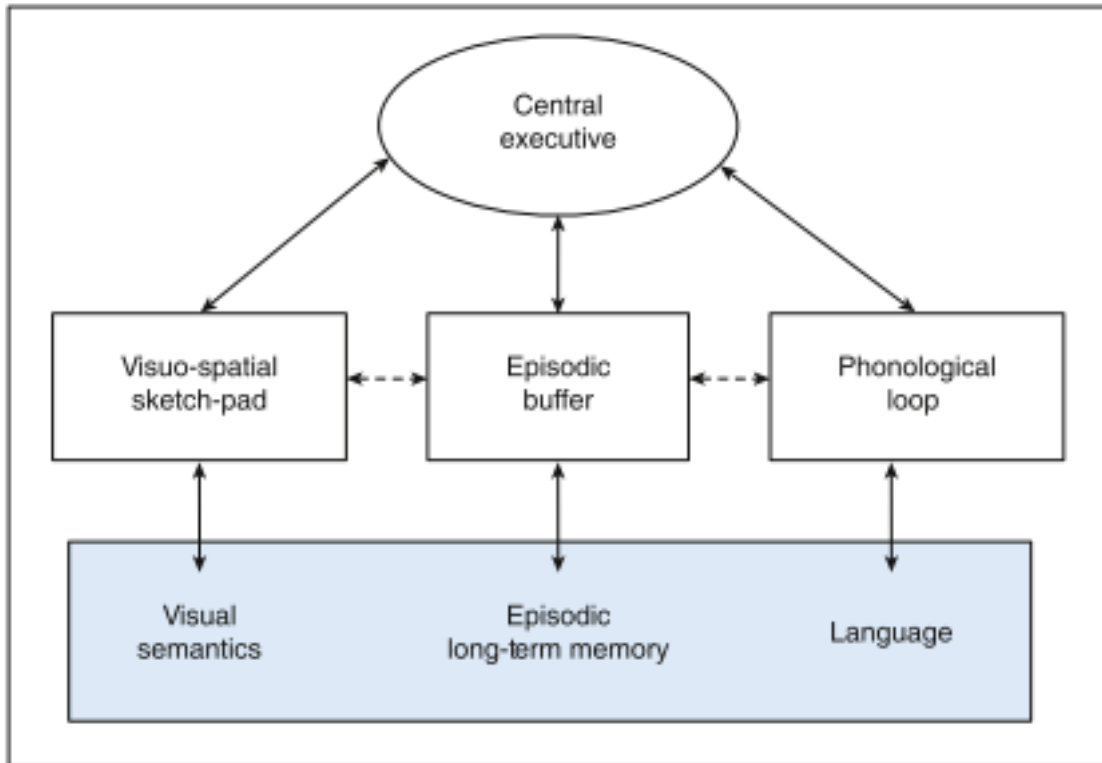 Central
executive
Visuo-spatial
sketch-pad
Episodic
buffer
Phonological
loop
Visual
semantics
Episodic
long-term memory
Language